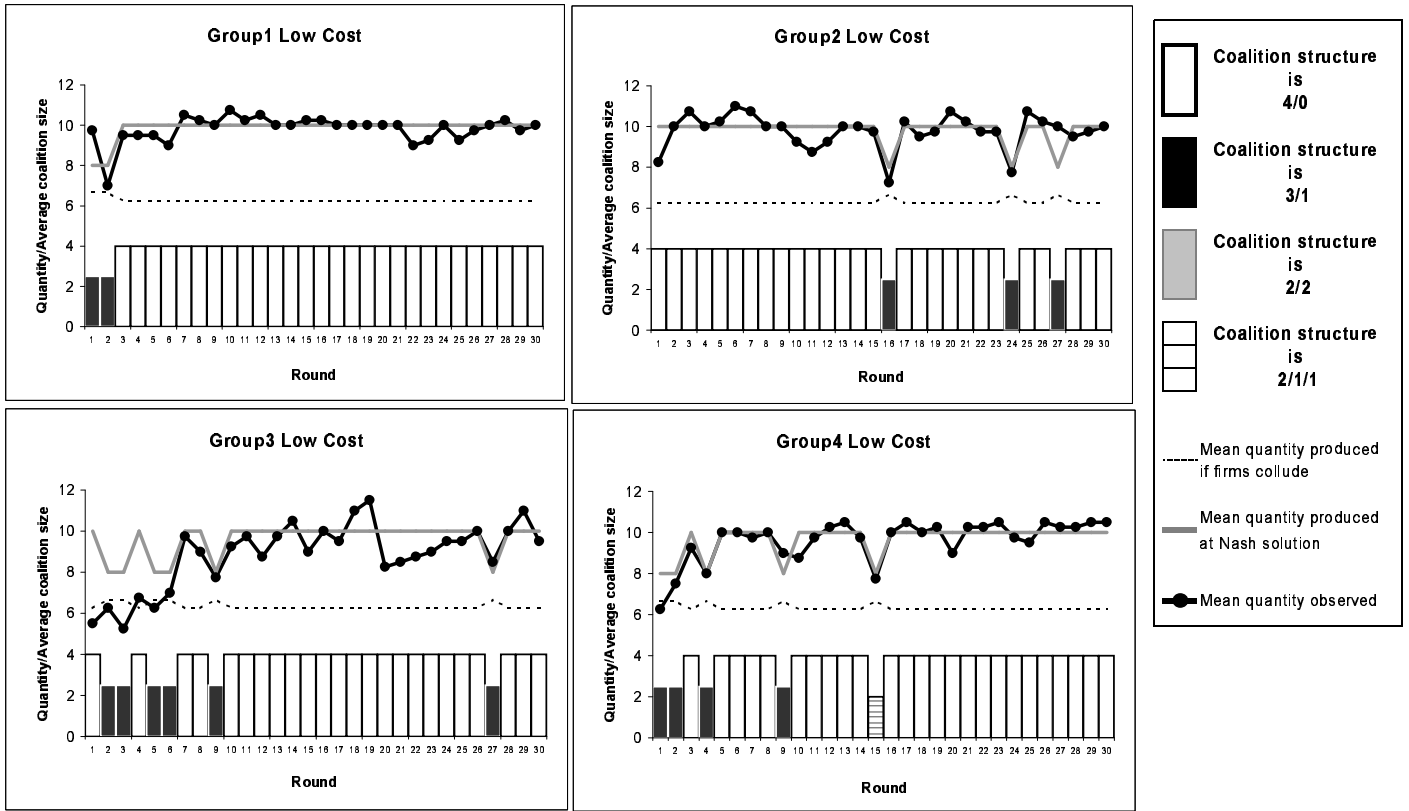 Group1 Low Cost
Quantity/Average coalition size
12
10
8
6
4
2
0
1 2 3 4 5 6 7 8 9 10 11 12 13 14 15 16 17 18 19 20 21 22 23 24 25 26 27 28 29 30
Round
Group2 Low Cost
Quantity/Average coalition size
12
10
8
6
4
2
0
1 2 3 4 5 6 7 8 9 10 11 12 13 14 15 16 17 18 19 20 21 22 23 24 25 26 27 28 29 30
Round
Group3 Low Cost
Quantity/Average coalition size
12
10
8
6
4
2
0
1 2 3 4 5 6 7 8 9 10 11 12 13 14 15 16 17 18 19 20 21 22 23 24 25 26 27 28 29 30
Round
Group4 Low Cost
Quantity/Average coalition size
12
10
8
6
4
2
0
1 2 3 4 5 6 7 8 9 10 11 12 13 14 15 16 17 18 19 20 21 22 23 24 25 26 27 28 29 30
Round
Coalition structure
is
4/0
Coalition structure
is
3/1
Coalition structure
is
2/2
Coalition structure
is
2/1/1
Mean quantity produced
if firms collude
Mean quantity produced
at Nash solution
Mean quantity observed